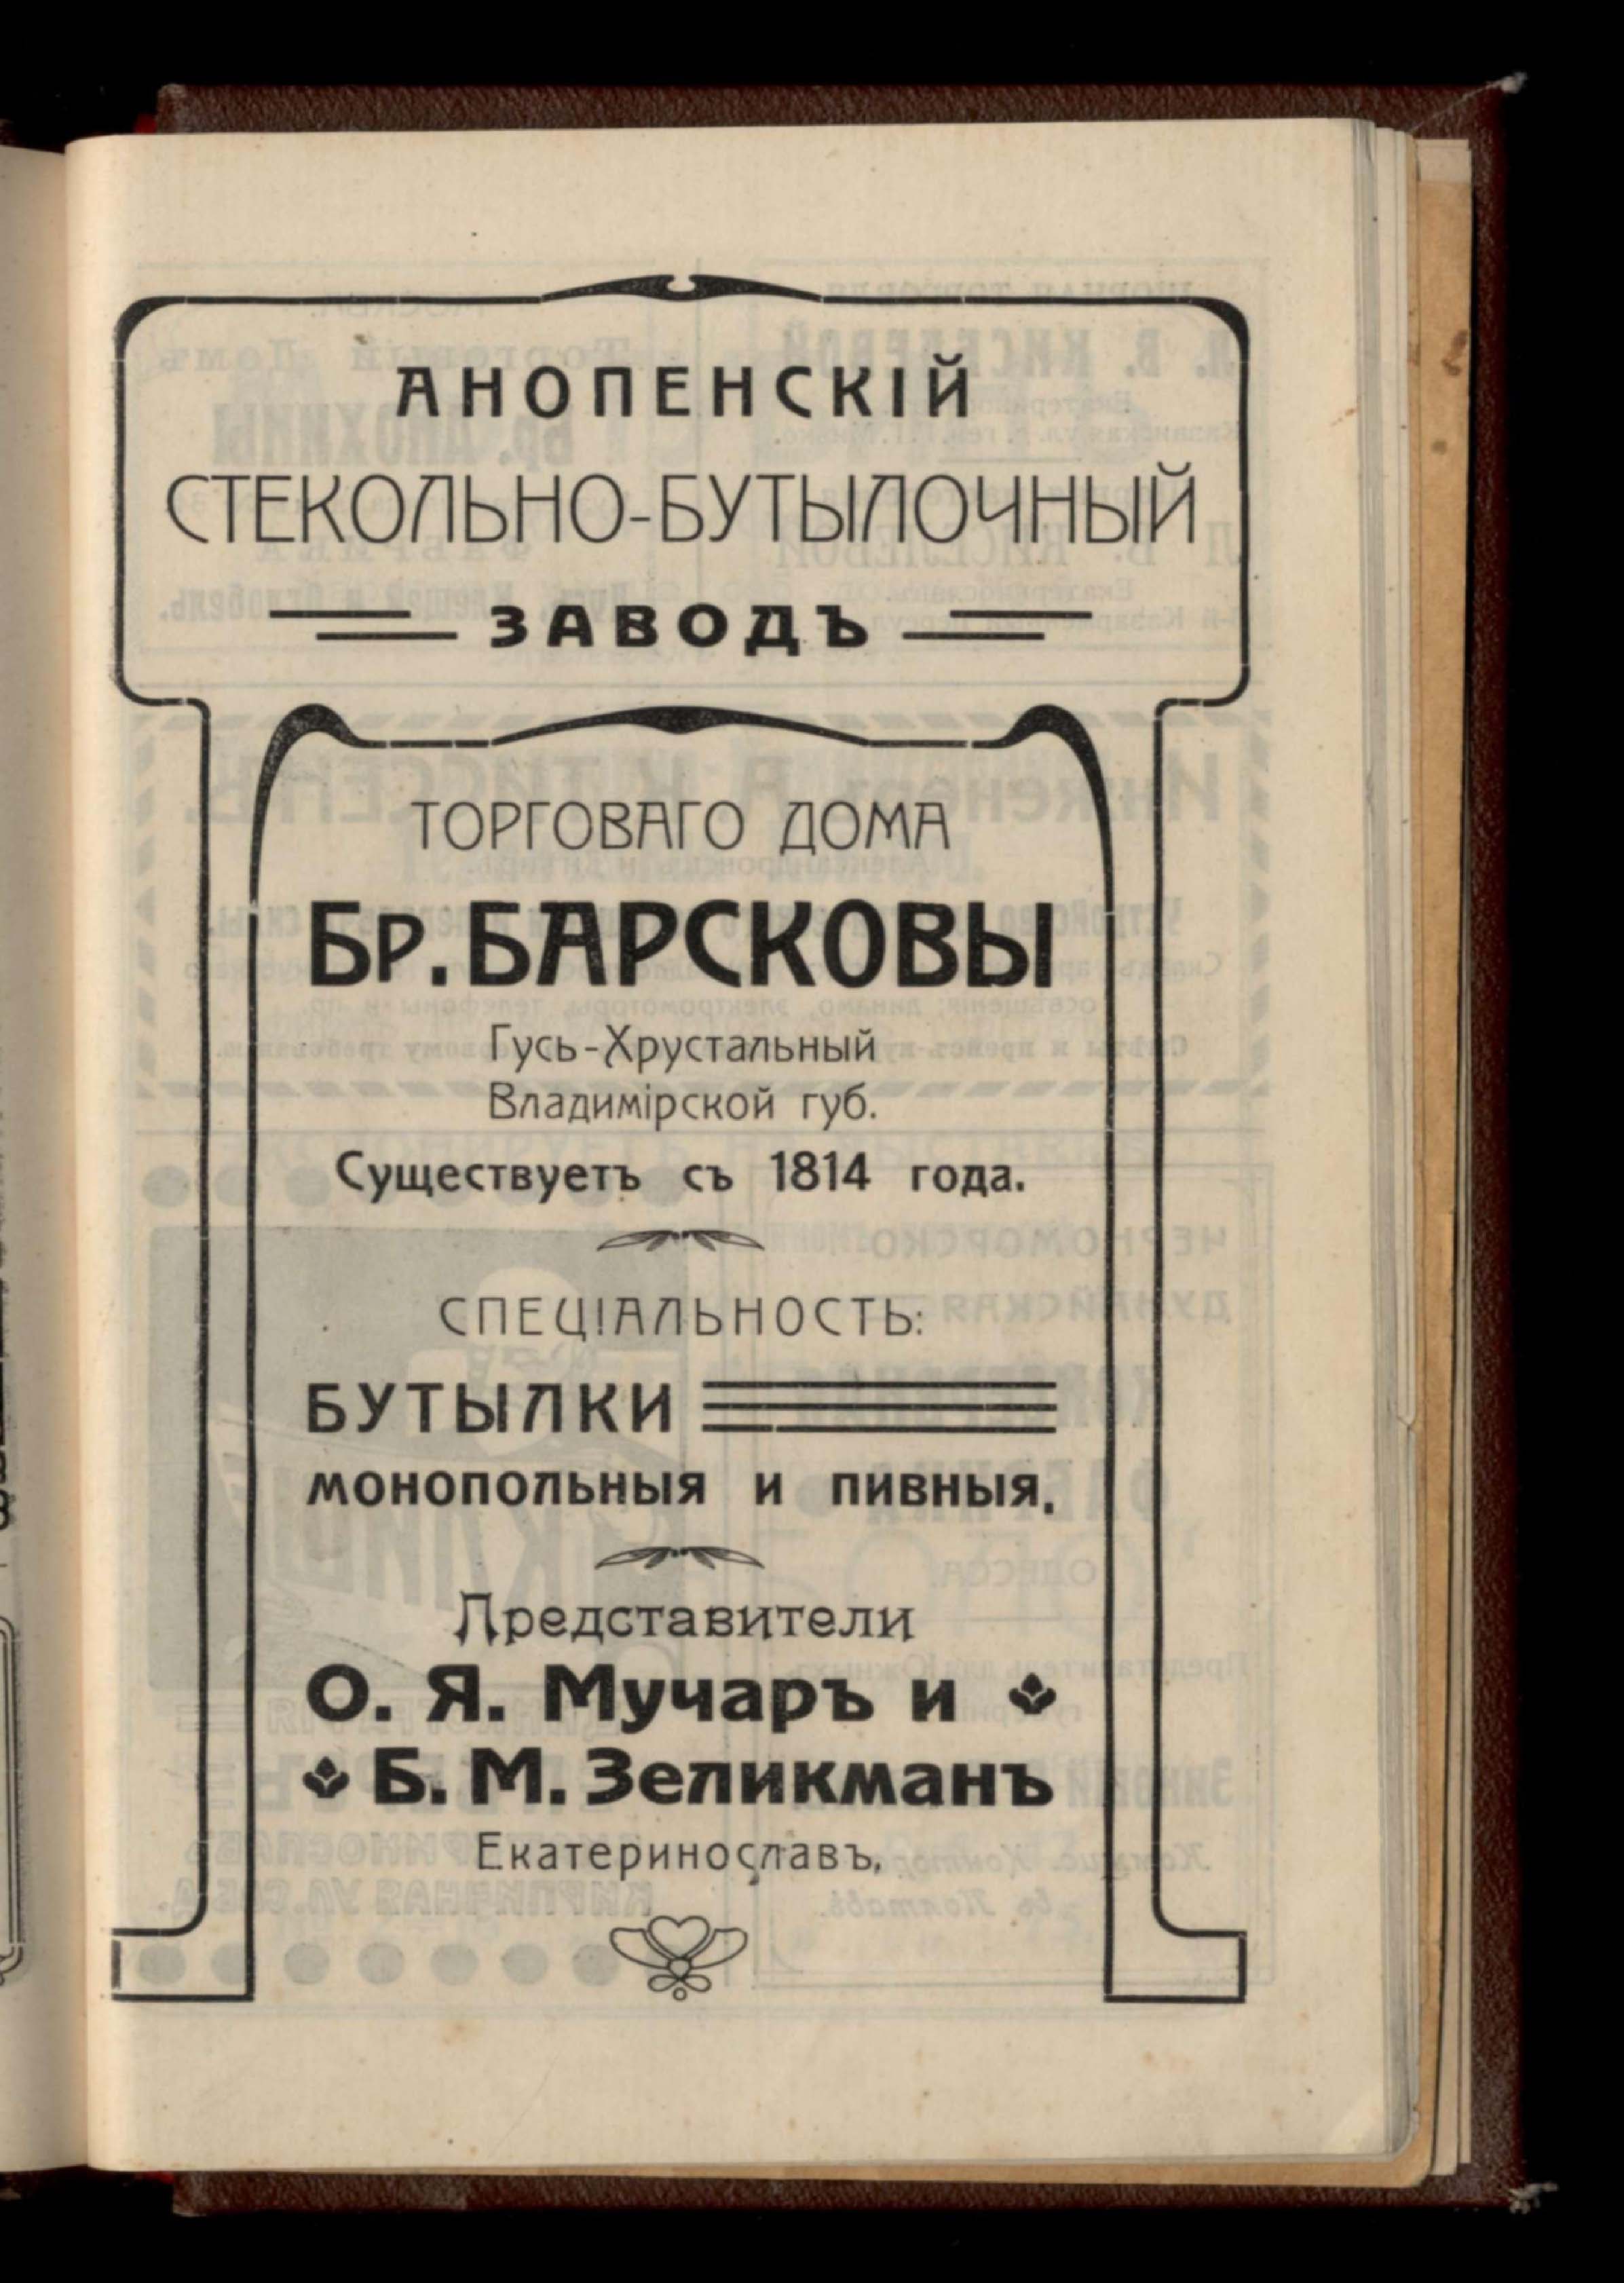 АНОПЕНСКІЙ
СТЕКОЛЬНО-БУТЫЛОЧНЫЙ
ЗАВОДЪ
ТОРГОВАГО ДОМА
БР. БАРСКОВЫ
Гусь-Хрустальный
Владимірской губ.
Существуетъ съ 1814 года.
СПЕЦІАЛЬНОСТЬ:
БУТЫЛКИ
монопольныя и пивныя.
Представители
О. Я. Мучаръ и
Б. М. Зеликманъ
Екатеринославъ.